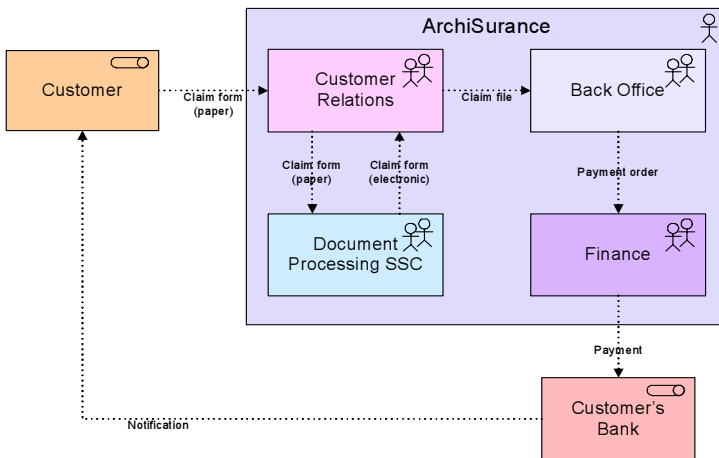 ArchiSurance
Customer
Claim form
(paper)
Customer
Relations
Claim file
Back Office
Claim form
(paper)
Claim form
(electronic)
Payment order
Document
Processing SSC
Finance
Payment
Customer's
Bank
Notification